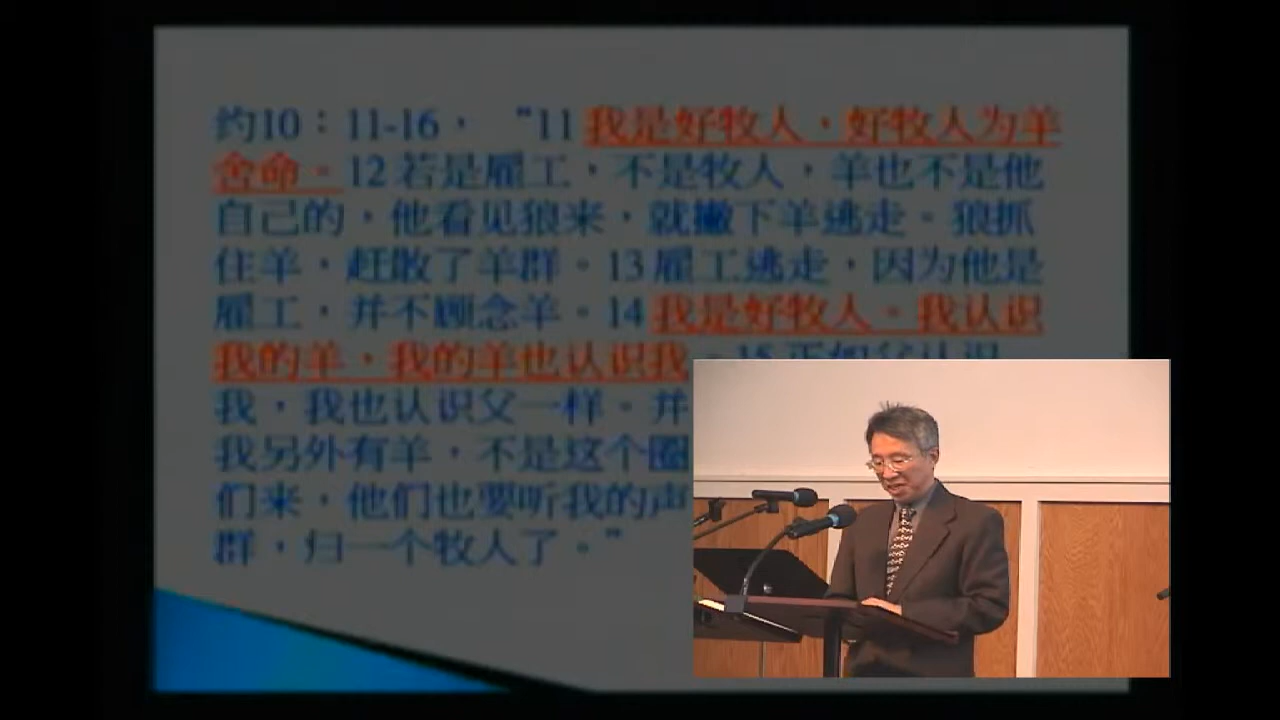 约10：11-16， “11 我是好牧人，好牧人为羊
舍命。12 若是雇工，不是牧人，羊也不是他
自己的，他看见狼来，就撇下羊逃走。狼抓
住羊，赶散了羊群。13 雇工逃走，因为他是
雇工，并不顾念羊。14 我是好牧人。我认识
我的羊，我的羊也认识我。15 正如父认识
我，我也认识父一样。并
我另外有羊，不是这个圈
们来，他们也要听我的声
群，归一个牧人了。”